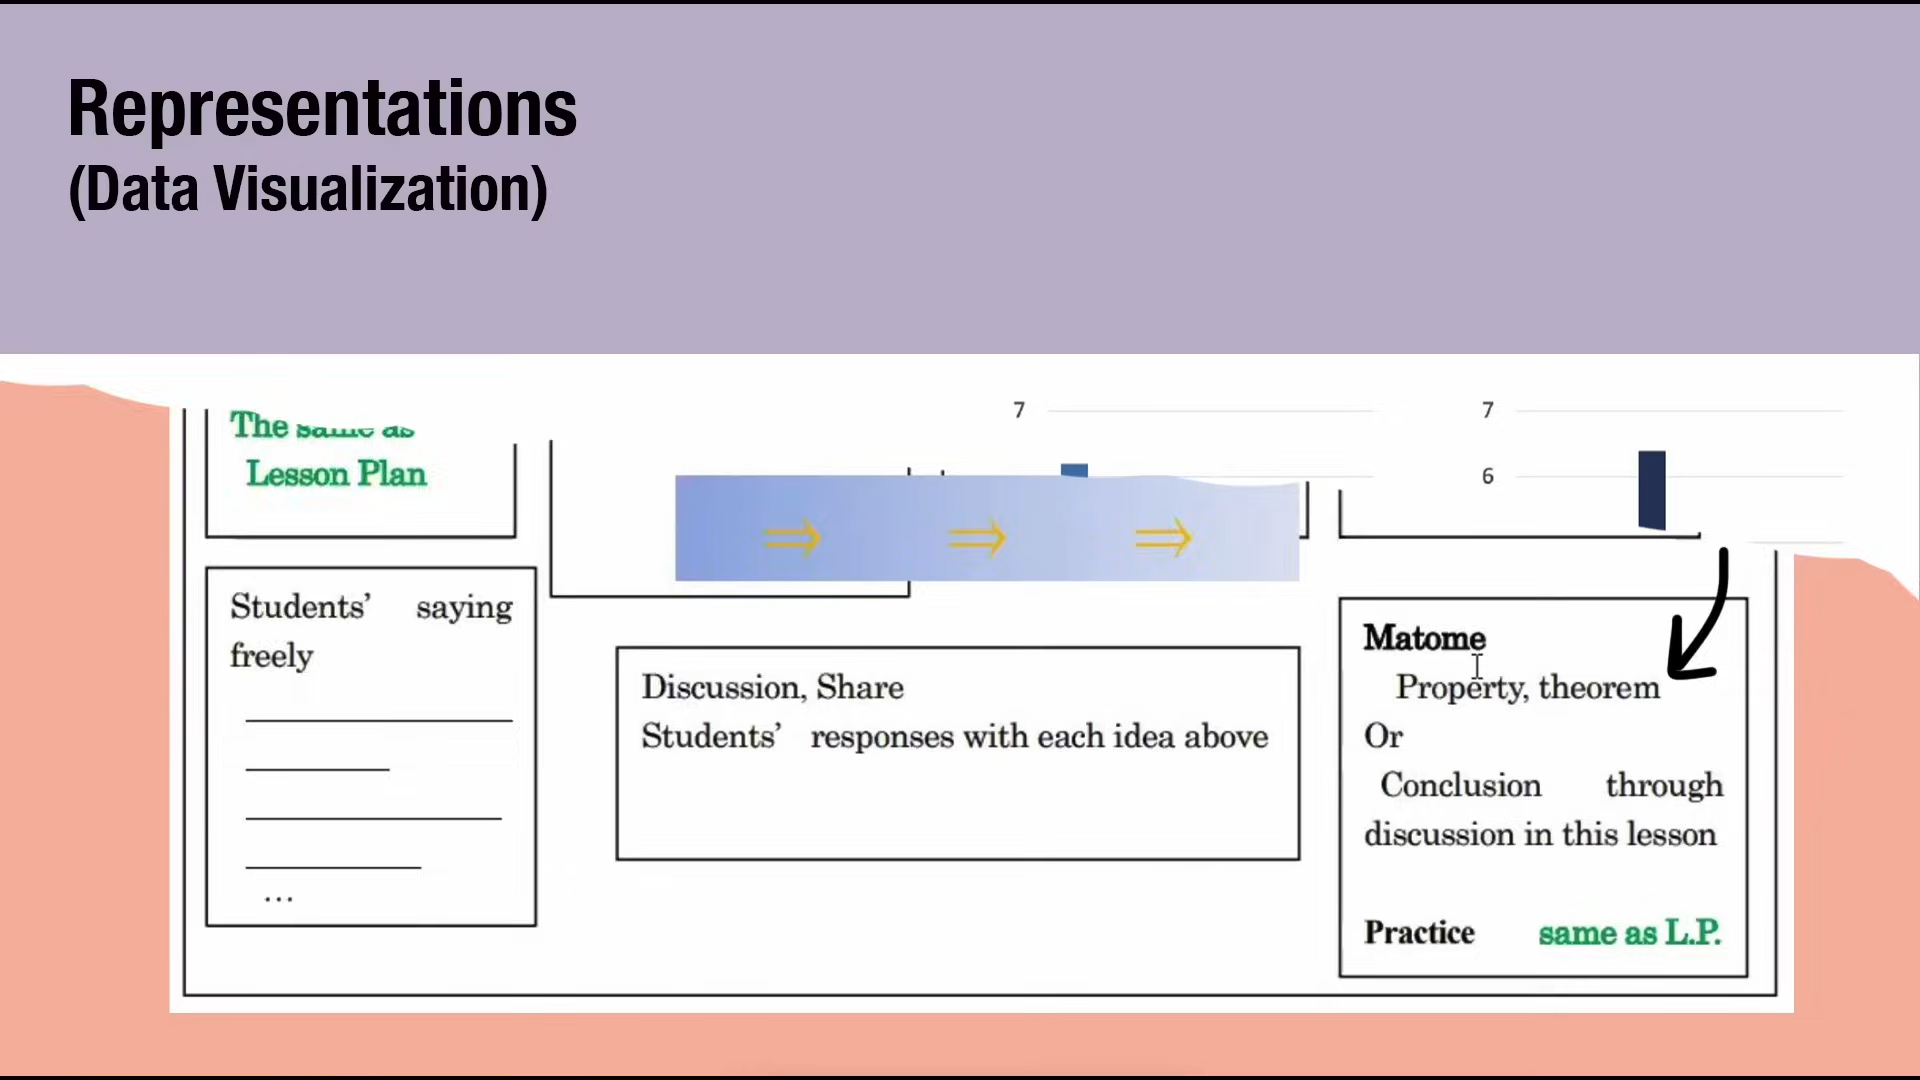 Representations
(Data Visualization)
7
7
6
The same as
Lesson Plan
⇒ ⇒ ⇒
Students’ saying
freely
…
Discussion, Share
Students’ responses with each idea above
Matome
Property, theorem
Or
Conclusion through
discussion in this lesson
Practice same as L.P.